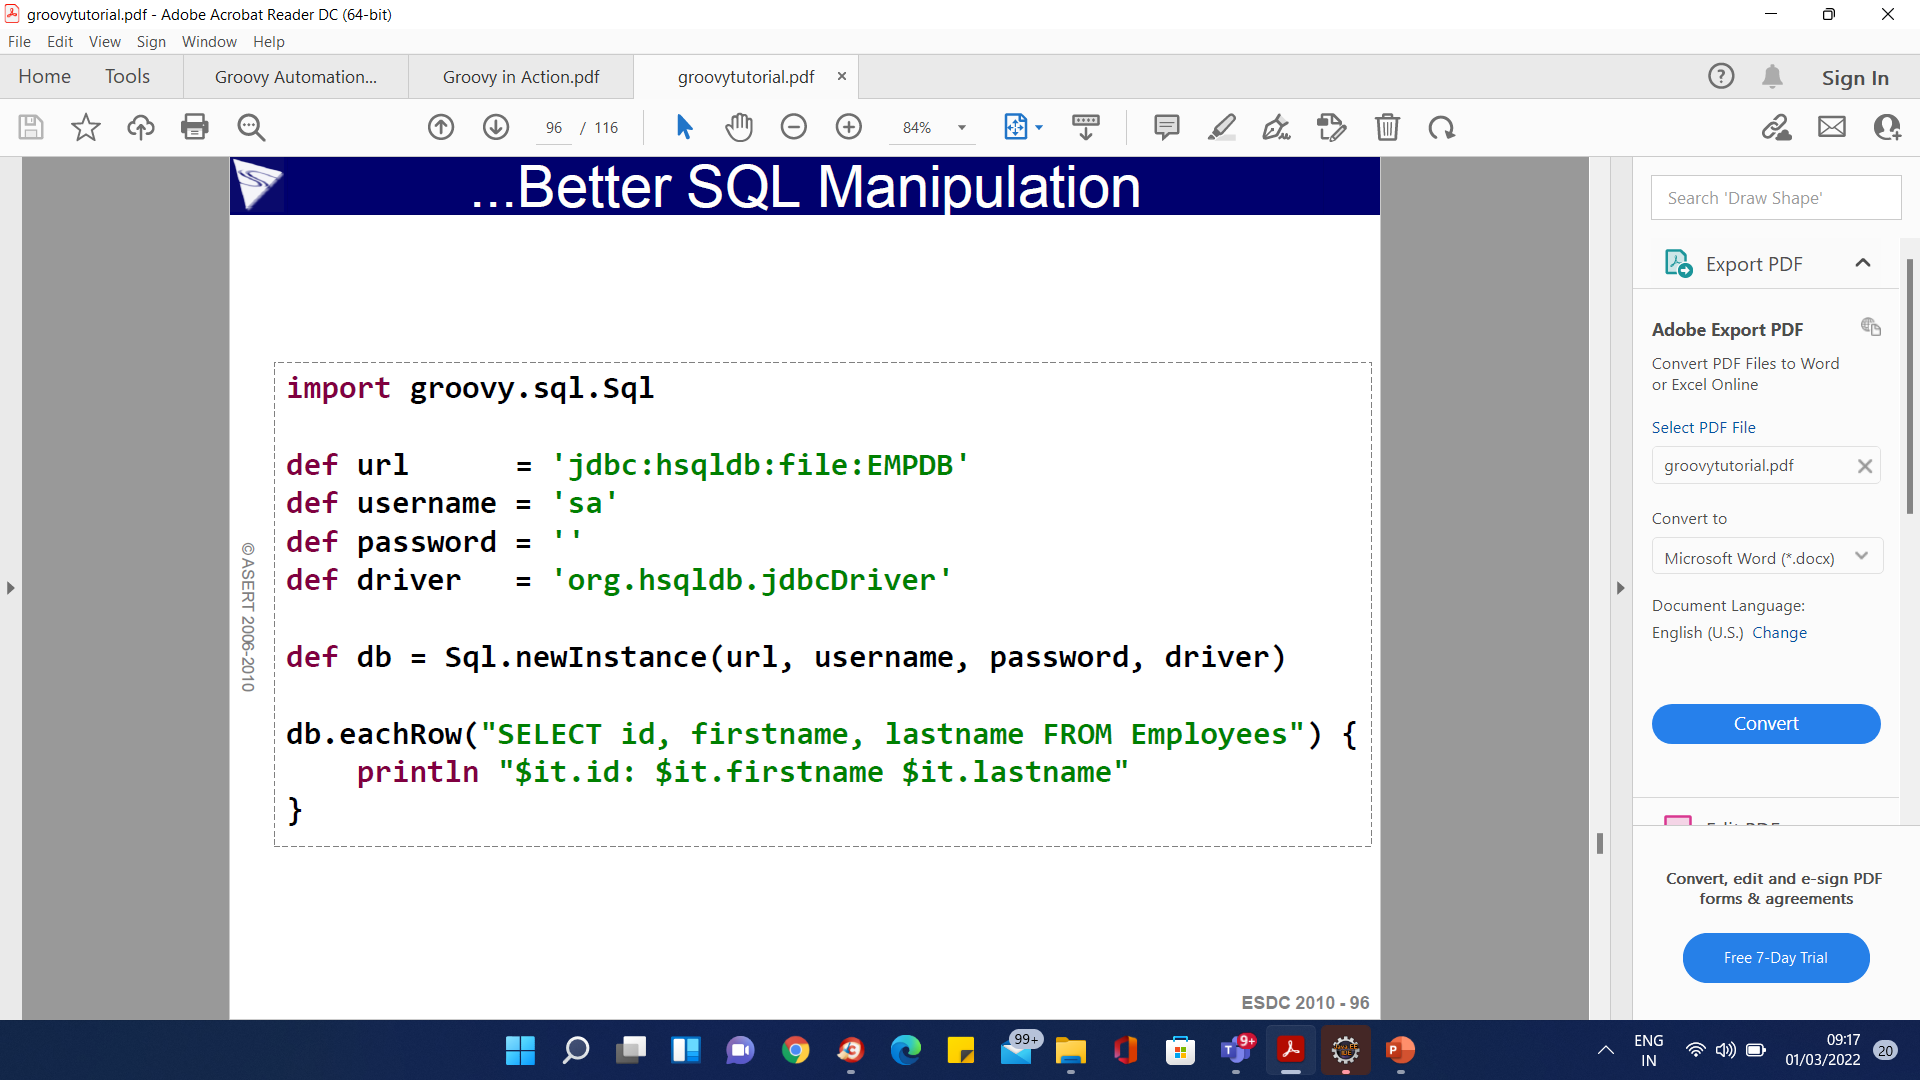 groovytutorial.pdf - Adobe Acrobat Reader DC (64-bit)
File Edit View Sign Window Help
Home Tools Groovy Automation... Groovy in Action.pdf groovytutorial.pdf × Sign In
96 / 116 84%
...Better SQL Manipulation
import groovy.sql.Sql
def url = 'jdbc:hsqldb:file:EMPDB'
def username = 'sa'
def password = ''
def driver = 'org.hsqldb.jdbcDriver'
def db = Sql.newInstance(url, username, password, driver)
db.eachRow("SELECT id, firstname, lastname FROM Employees") {
println "$it.id: $it.firstname $it.lastname"
}
© ASERT 2006-2010
ESDC 2010 - 96
Search 'Draw Shape'
Export PDF
Adobe Export PDF
Convert PDF Files to Word
or Excel Online
Select PDF File
groovytutorial.pdf
Convert to
Microsoft Word (*.docx)
Document Language:
English (U.S.) Change
Convert
Convert, edit and e-sign PDF
forms & agreements
Free 7-Day Trial
99+
9+
ENG
IN
09:17
01/03/2022
20